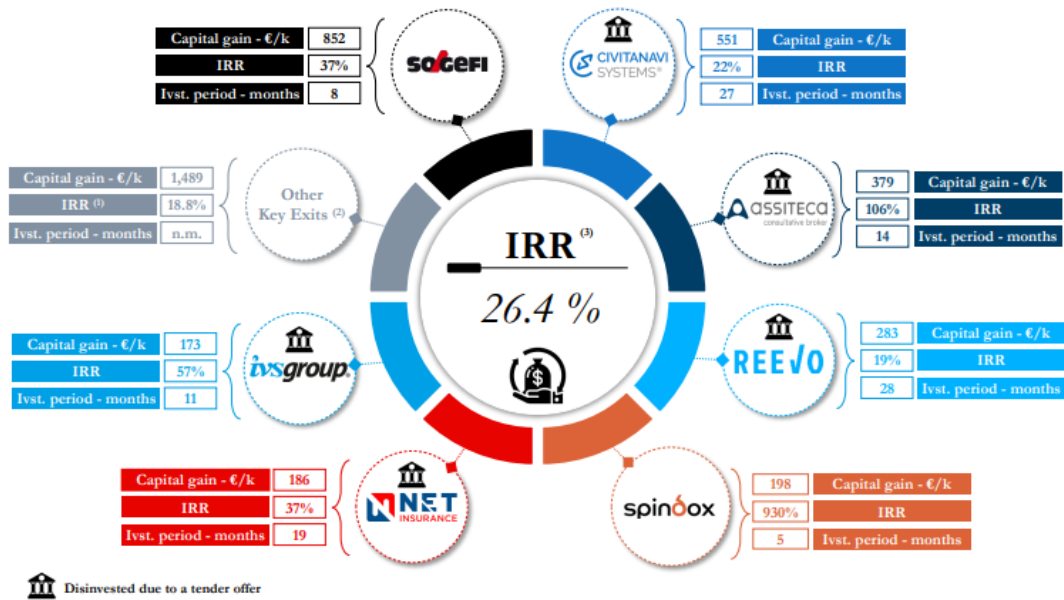 Capital gain - €/k 852
IRR 37%
Ivst. period - months 8
SOGEFI
CIVITANAVI
SYSTEMS®
551 Capital gain - €/k
22% IRR
27 Ivst. period - months
Capital gain - €/k 1,489
IRR (1) 18.8%
Ivst. period - months n.m.
Other
Key Exits (2)
IRR (3)
26.4 %
ASSITECA
consultative broker
379 Capital gain - €/k
106% IRR
14 Ivst. period - months
Capital gain - €/k 173
IRR 57%
Ivst. period - months 11
ivsgroup®
REEVO
283 Capital gain - €/k
19% IRR
28 Ivst. period - months
Capital gain - €/k 186
IRR 37%
Ivst. period - months 19
NET
INSURANCE
spindox
198 Capital gain - €/k
930% IRR
5 Ivst. period - months
Disinvested due to a tender offer